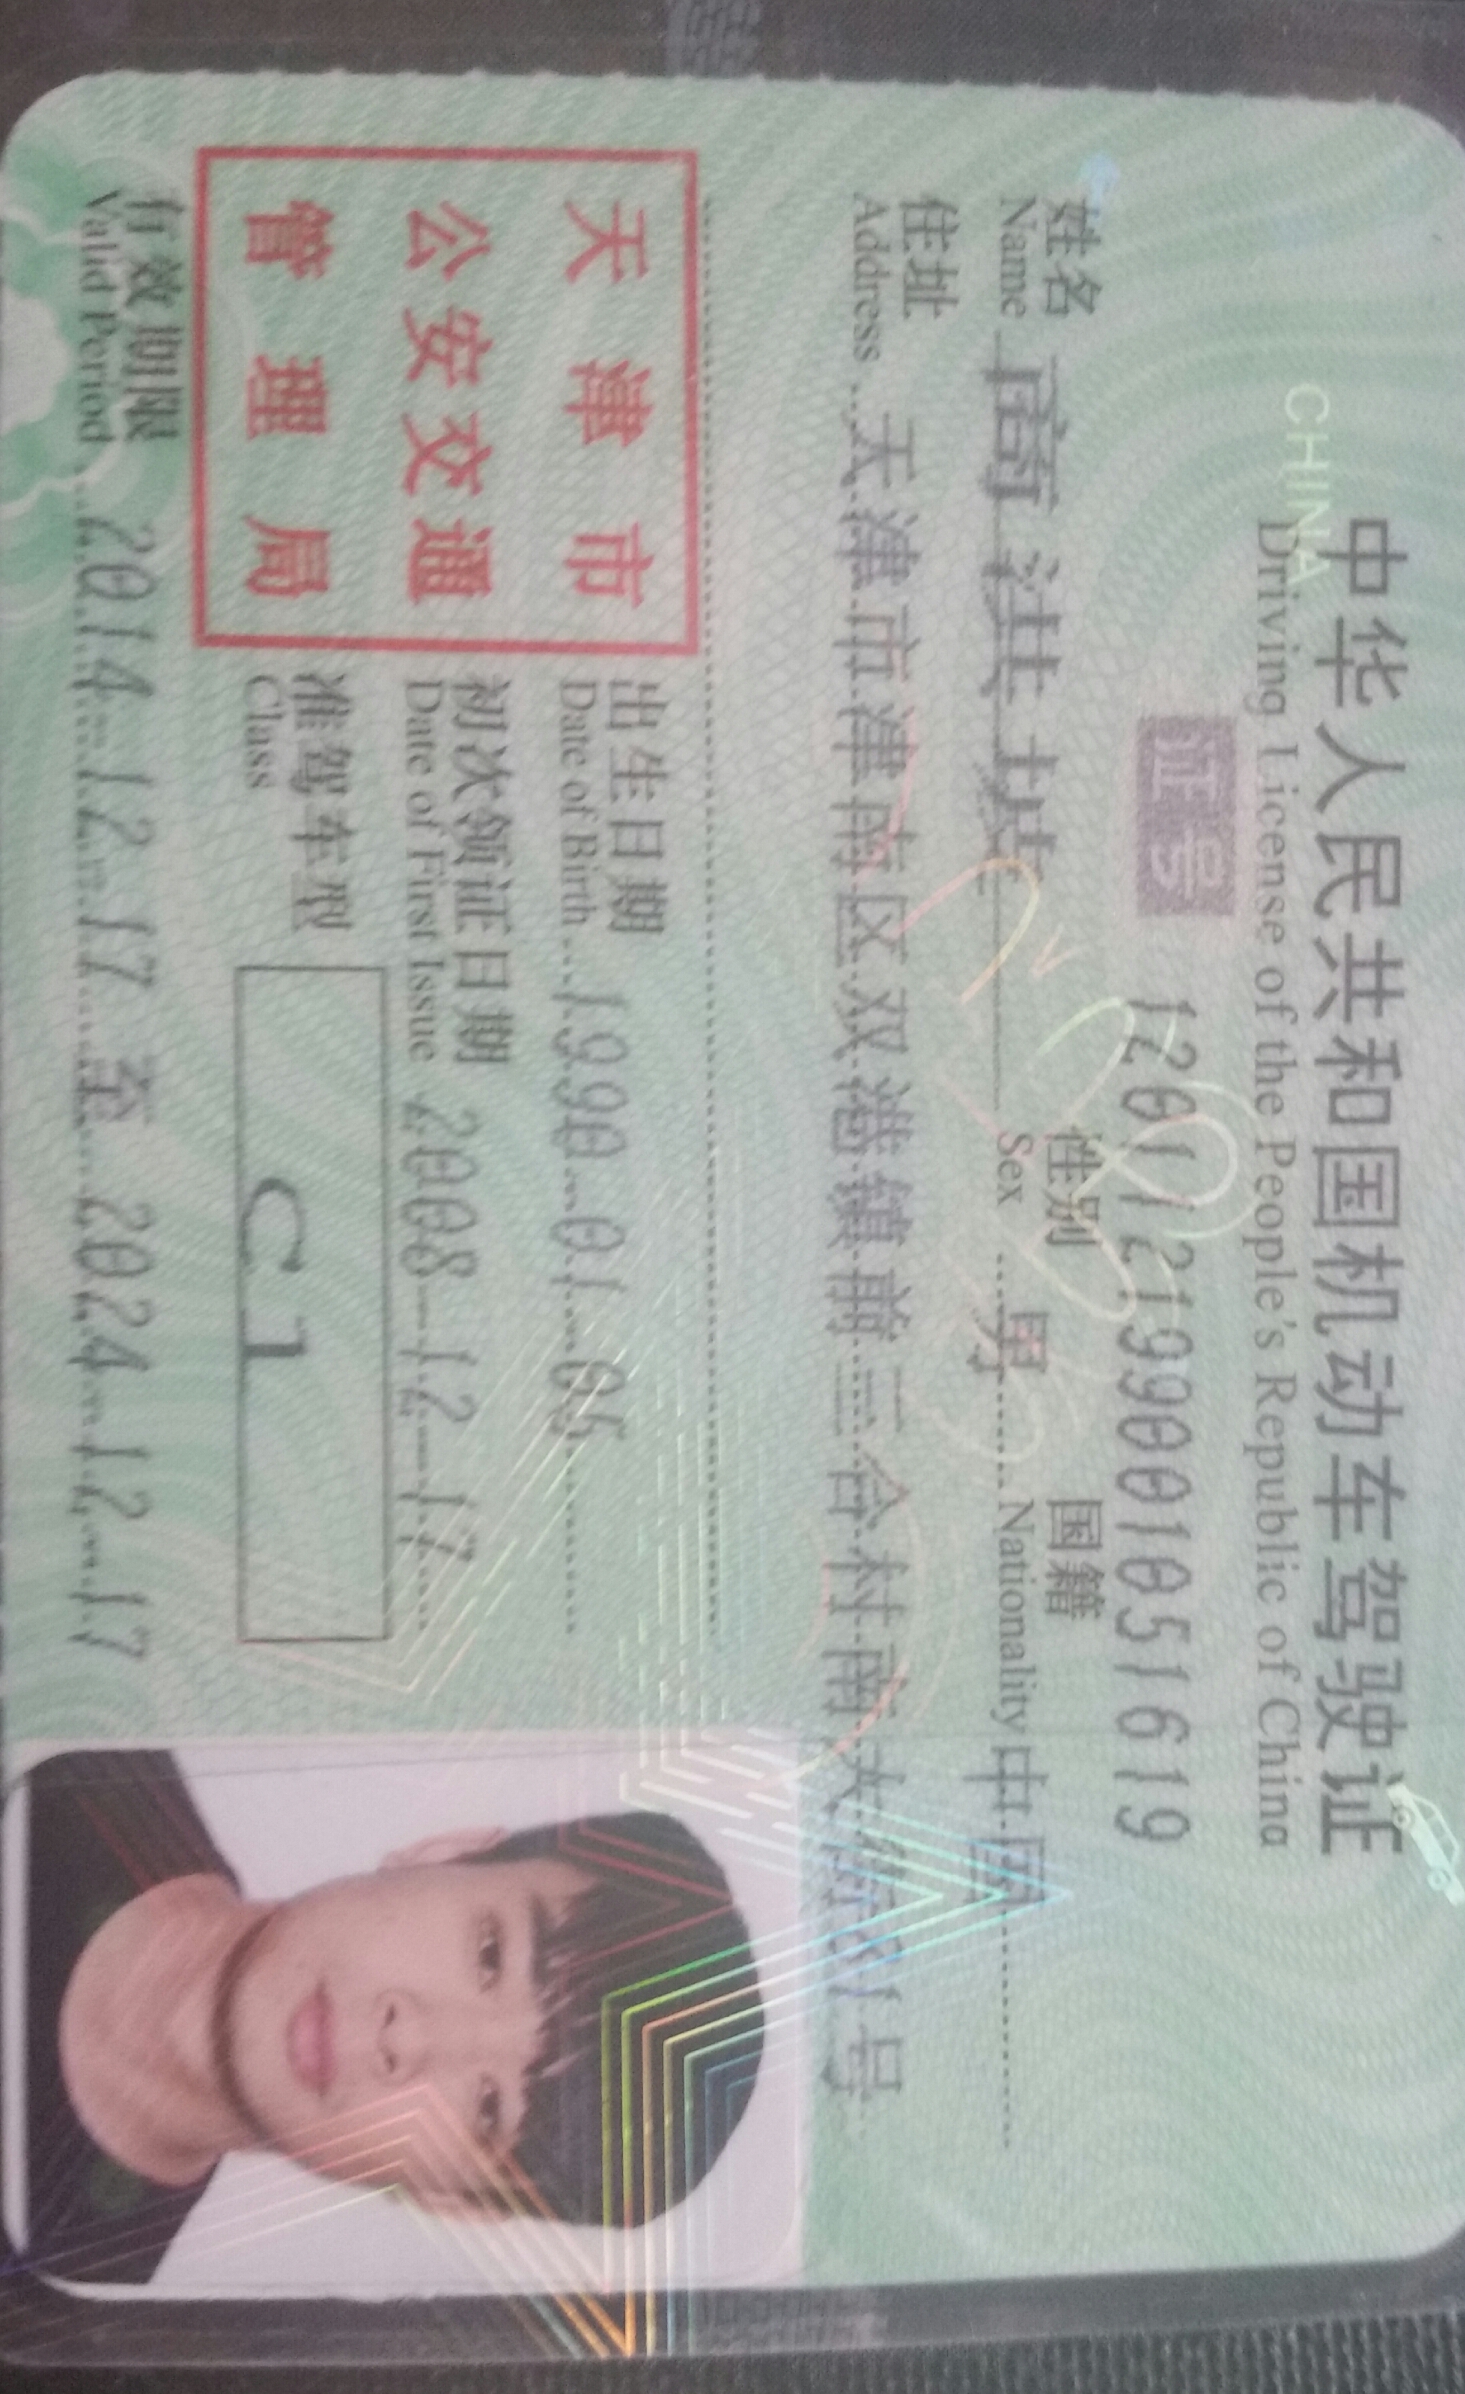 中华人民共和国机动车驾驶证
CHINA
Driving License of the People's Republic of China
证号 120112199001051619
姓名
Name 商洪基
性别
Sex 男
国籍
Nationality 中国
住址
Address 天津市津南区双港镇前三合村南大街81号
天津市
公安交通
管理局
出生日期
Date of Birth 1990-01-05
初次领证日期
Date of First Issue 2008-12-17
准驾车型
Class C1
有效期限
Valid Period 2014-12-17 至 2024-12-17